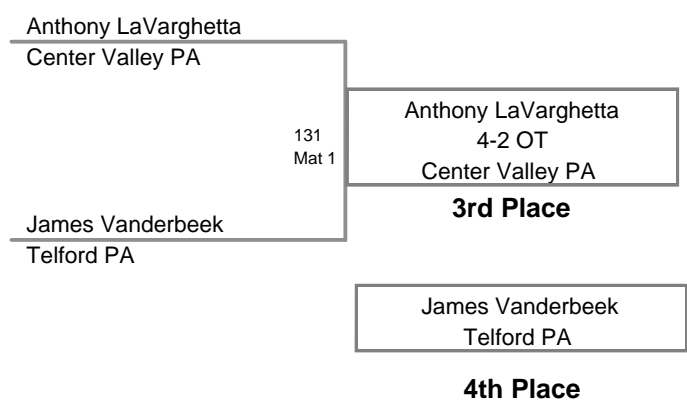 Anthony LaVarghetta
Center Valley PA
131
Mat 1
Anthony LaVarghetta
4-2 OT
Center Valley PA
3rd Place
James Vanderbeek
Telford PA
James Vanderbeek
Telford PA
4th Place